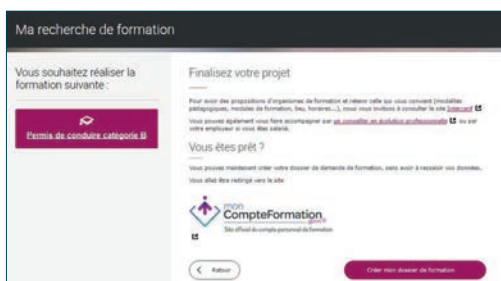 Ma recherche de formation
Vous souhaitez réaliser la
formation suivante :
Permis de conduire catégorie B
Finalisez votre projet
Pour avoir des propositions d'organismes de formation et retenir celle qui vous convient (modalités
pédagogiques, modules de formation, lieu, horaires...), nous vous invitons à consulter le site Intercarif
Vous pouvez également vous faire accompagner par un conseiller en évolution professionnelle ou par
votre employeur si vous êtes salarié.
Vous êtes prêt ?
Vous pouvez maintenant créer votre dossier de demande de formation, sans avoir à ressaisir vos données.
Vous allez être redirigé vers le site
mon
CompteFormation
.gouv.fr
Site officiel du compte personnel de formation
Retour
Créer mon dossier de formation